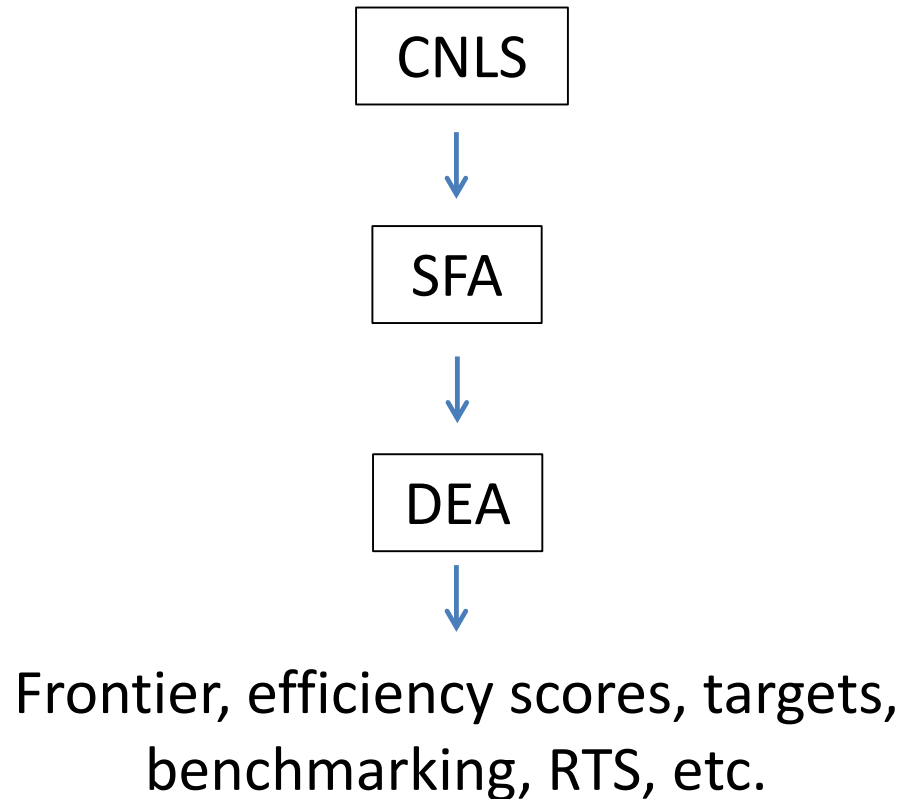 CNLS
SFA
DEA
Frontier, efficiency scores, targets,
benchmarking, RTS, etc.